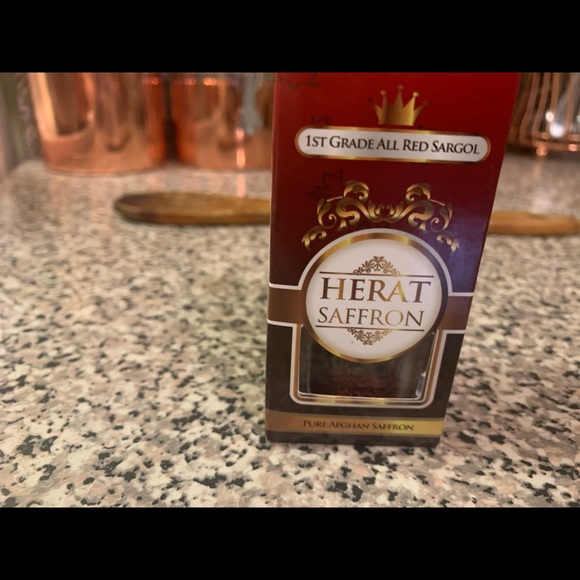 1ST GRADE ALL RED SARGOL
HERAT
SAFFRON
PURE AFGHAN SAFFRON